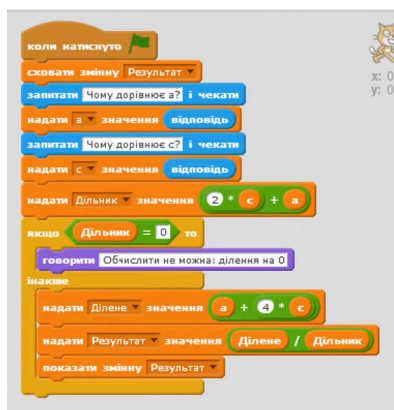 коли натиснуто
сховати змінну Результат
запитати Чому дорівнює a? і чекати
надати a значення відповідь
запитати Чому дорівнює c? і чекати
надати c значення відповідь
надати Дільник значення 2 * c + a
якщо Дільник = 0 то
говорити Обчислити не можна: ділення на 0
інакше
надати Ділене значення a + 4 * c
надати Результат значення Ділене / Дільник
показати змінну Результат
x: 0
y: 0